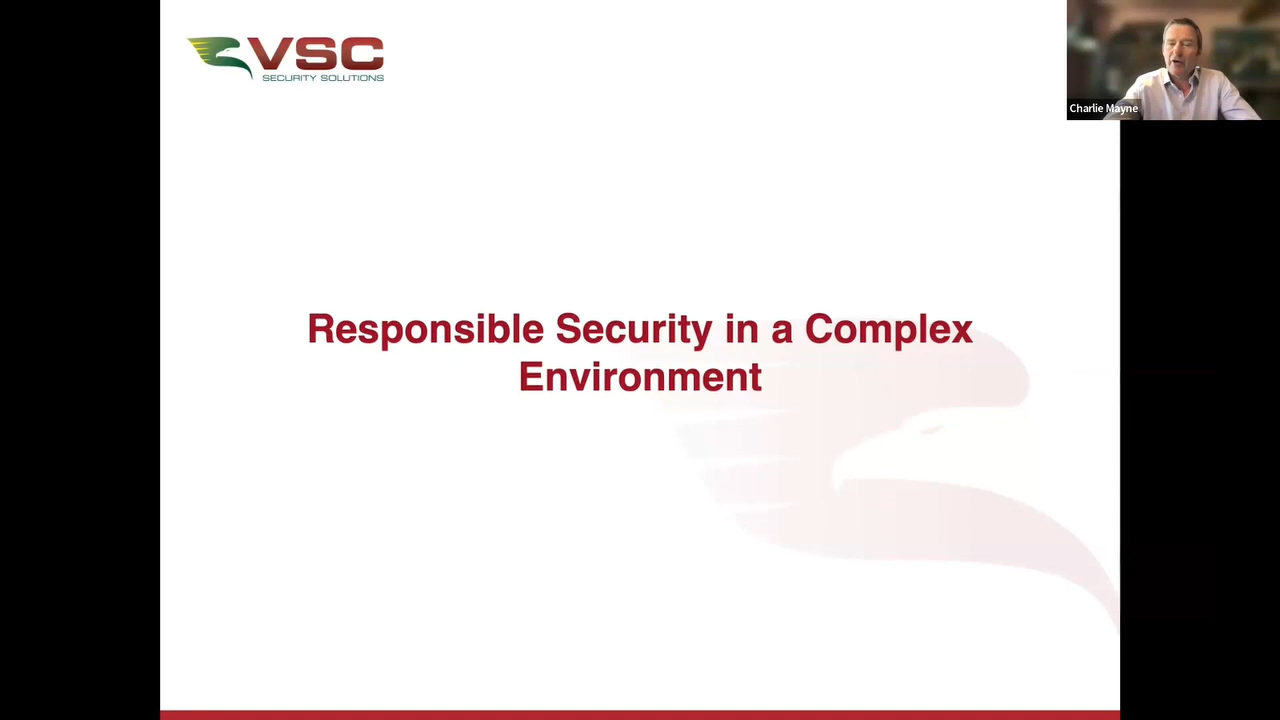 VSC
SECURITY SOLUTIONS
Charlie Mayne
Responsible Security in a Complex
Environment